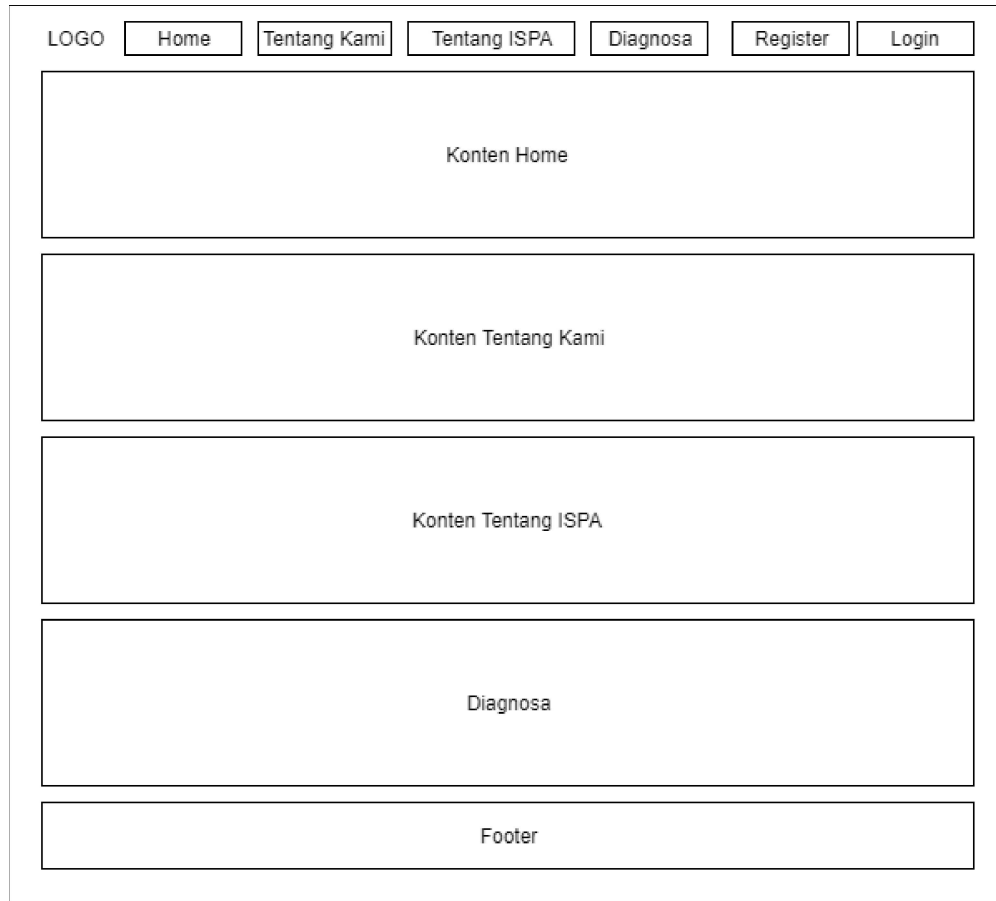 LOGO Home Tentang Kami Tentang ISPA Diagnosa Register Login
Konten Home
Konten Tentang Kami
Konten Tentang ISPA
Diagnosa
Footer